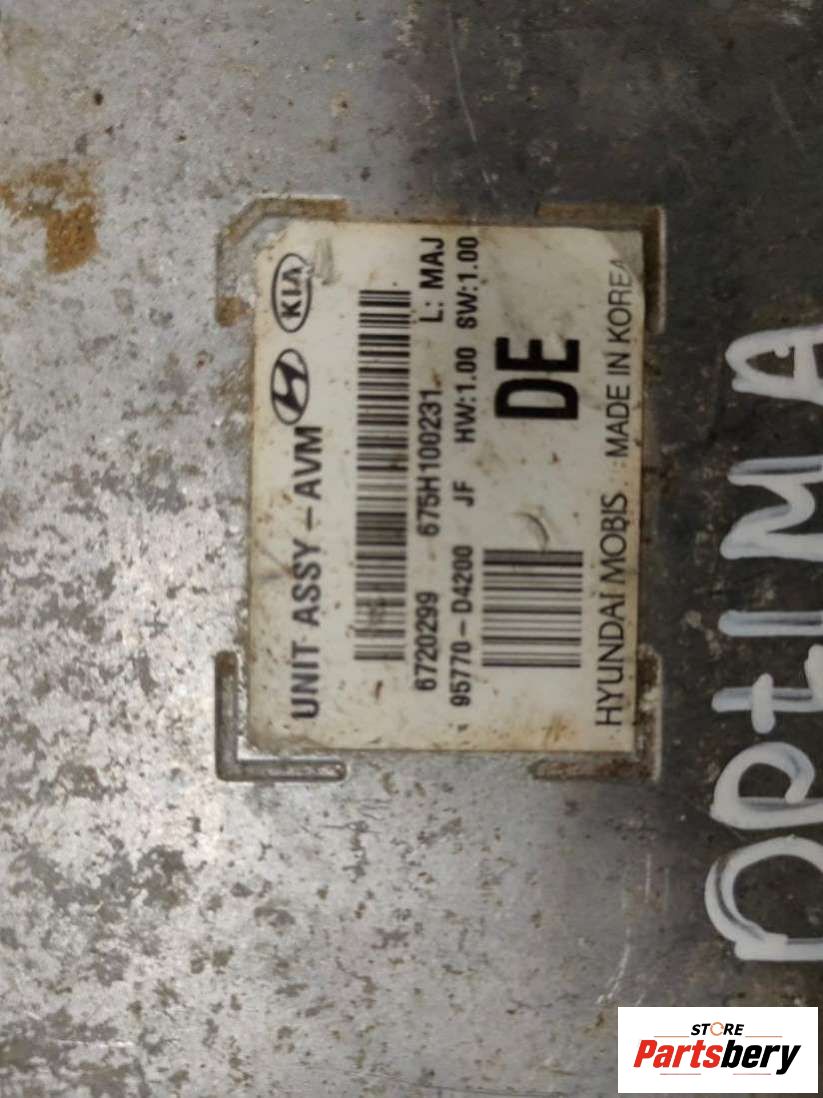 UNIT ASSY - AVM KIA
6720299 675H100231 L: MAJ
95770-D4200 JF HW:1.00 SW:1.00
DE
HYUNDAI MOBIS MADE IN KOREA
OPtIMA
STORE
Partsbery